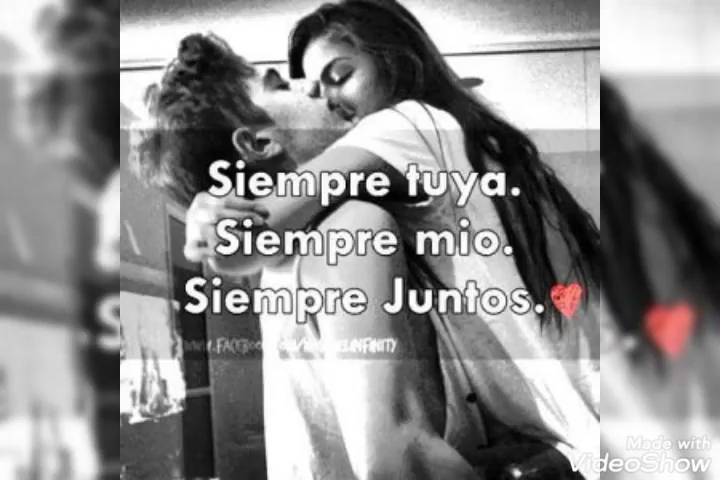 Siempre tuya.
Siempre mio.
Siempre Juntos.
Made with
VideoShow